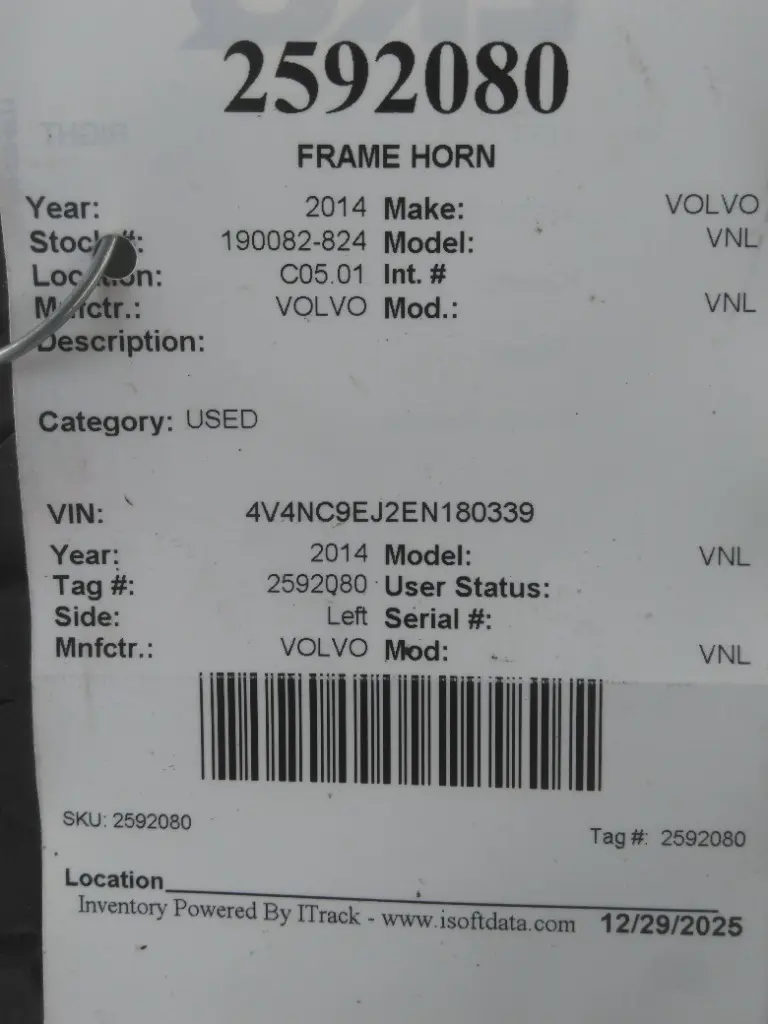 2592080
FRAME HORN
Year: 2014 Make: VOLVO
Stock #: 190082-824 Model: VNL
Location: C05.01 Int. #
Mnfctr.: VOLVO Mod.: VNL
Description:
Category: USED
VIN: 4V4NC9EJ2EN180339
Year: 2014 Model: VNL
Tag #: 2592080 User Status:
Side: Left Serial #:
Mnfctr.: VOLVO Mod: VNL
SKU: 2592080
Tag #: 2592080
Location
Inventory Powered By ITrack - www.isoftdata.com 12/29/2025